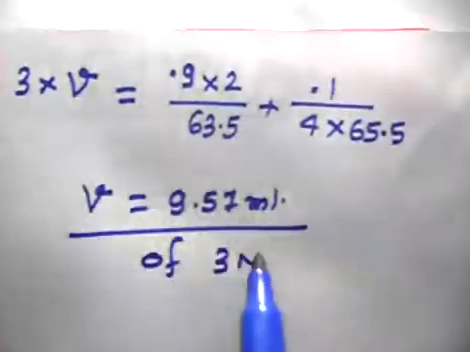 3 × V = .9 × 2 / 63.5 + .1 / 4 × 65.5
V = 9.57 ml.
of 3 N